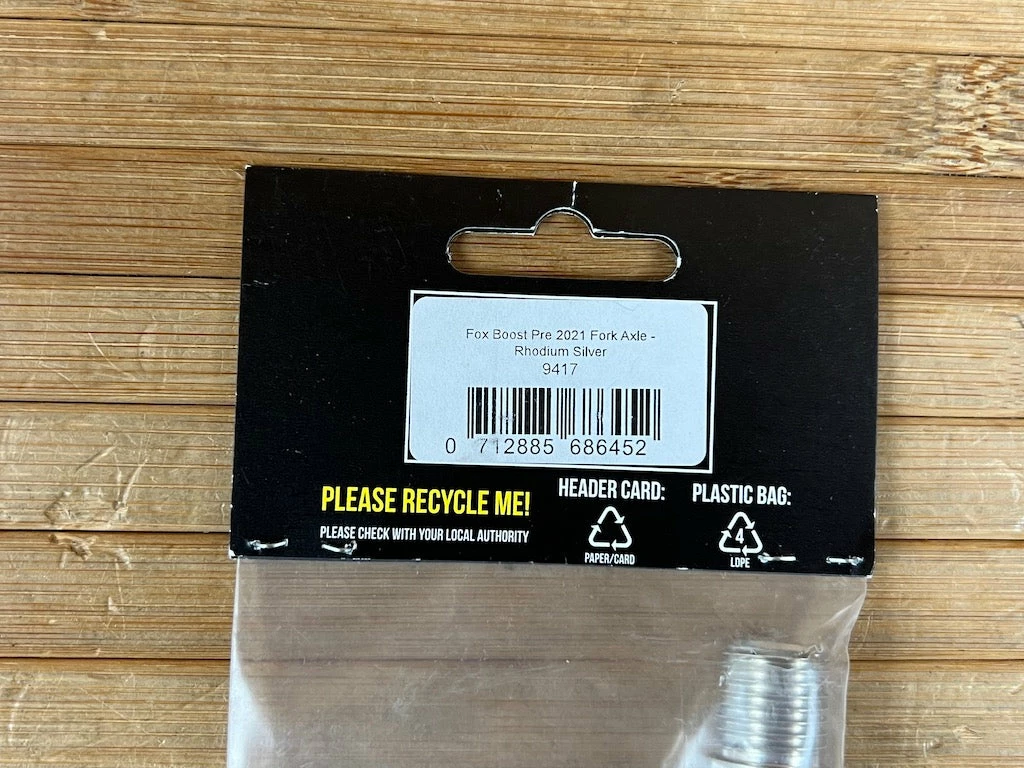 Fox Boost Pre 2021 Fork Axle -
Rhodium Silver
9417
0 712885 686452
PLEASE RECYCLE ME!
PLEASE CHECK WITH YOUR LOCAL AUTHORITY
HEADER CARD:
PAPER/CARD
PLASTIC BAG:
4
LDPE